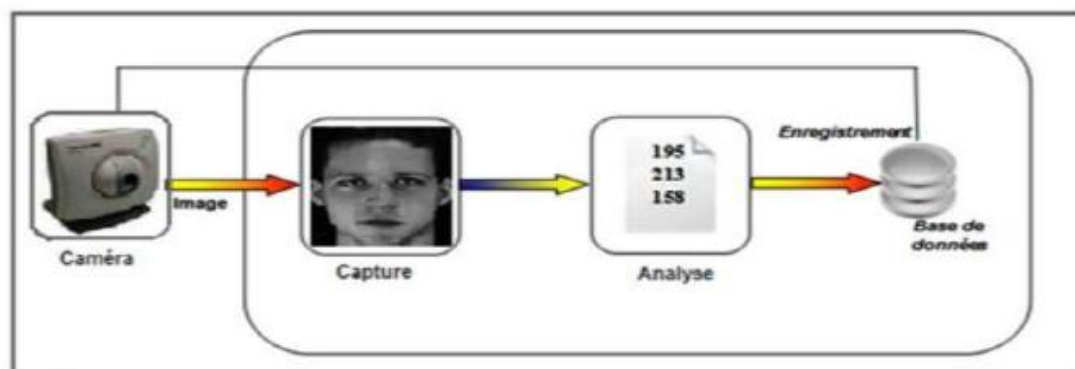 Caméra
Image
Capture
195
213
158
Analyse
Enregistrement
Base de
données